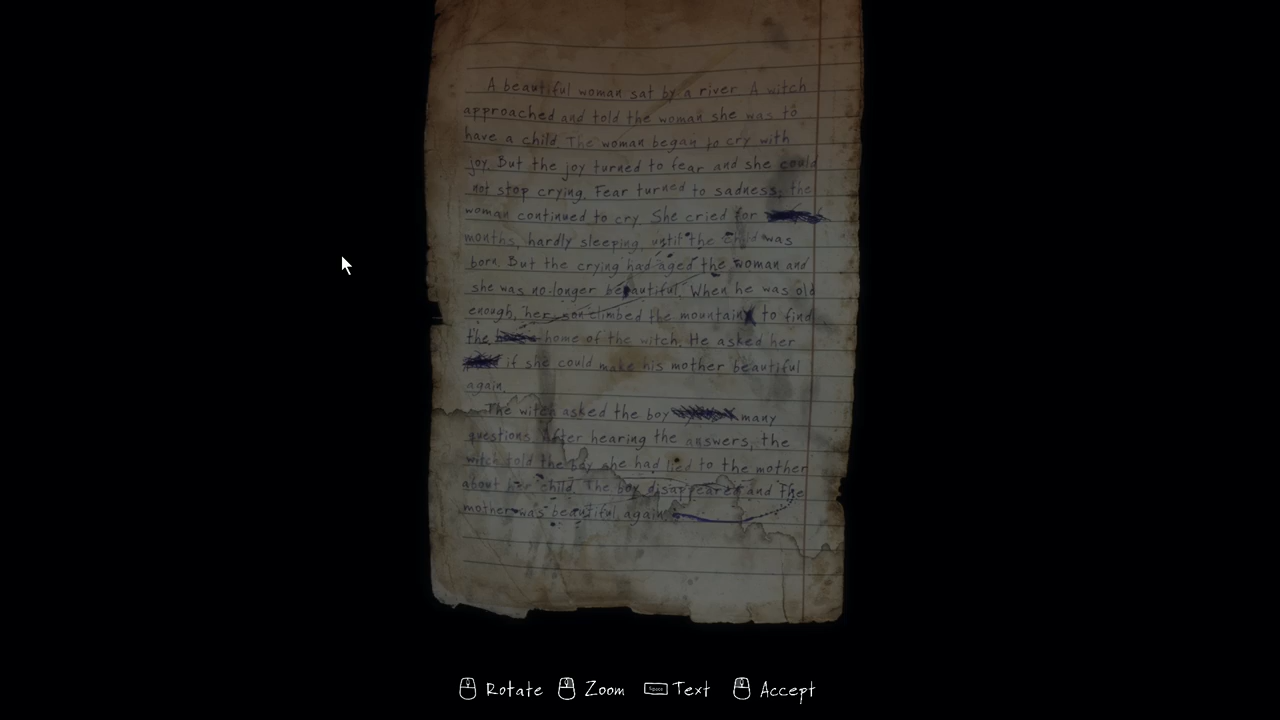 A beautiful woman sat by a river A witch
approached and told the woman she was to
have a child. The woman began to cry with
joy. But the joy turned to fear and she could
not stop crying. Fear turned to sadness; the
woman continued to cry. She cried for
months, hardly sleeping, until the child was
born. But the crying had aged the woman and
she was no longer beautiful. When he was old
enough, her son climbed the mountain to find
the home of the witch. He asked her
if she could make his mother beautiful
again.
The witch asked the boy many
questions. After hearing the answers, the
witch told the boy she had lied to the mother
about her child. The boy disappeared and the
mother was beautiful again.
Rotate Zoom Space Text Accept